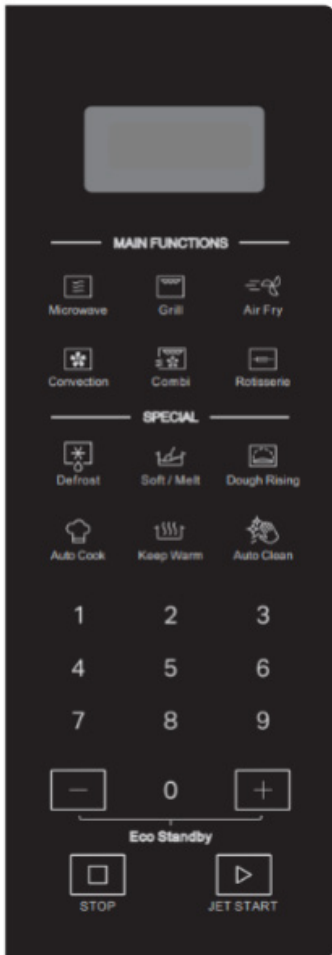 MAIN FUNCTIONS
Microwave Grill Air Fry
Convection Combi Rotisserie
SPECIAL
Defrost Soft / Melt Dough Rising
Auto Cook Keep Warm Auto Clean
1 2 3
4 5 6
7 8 9
— 0 +
Eco Standby
STOP JET START